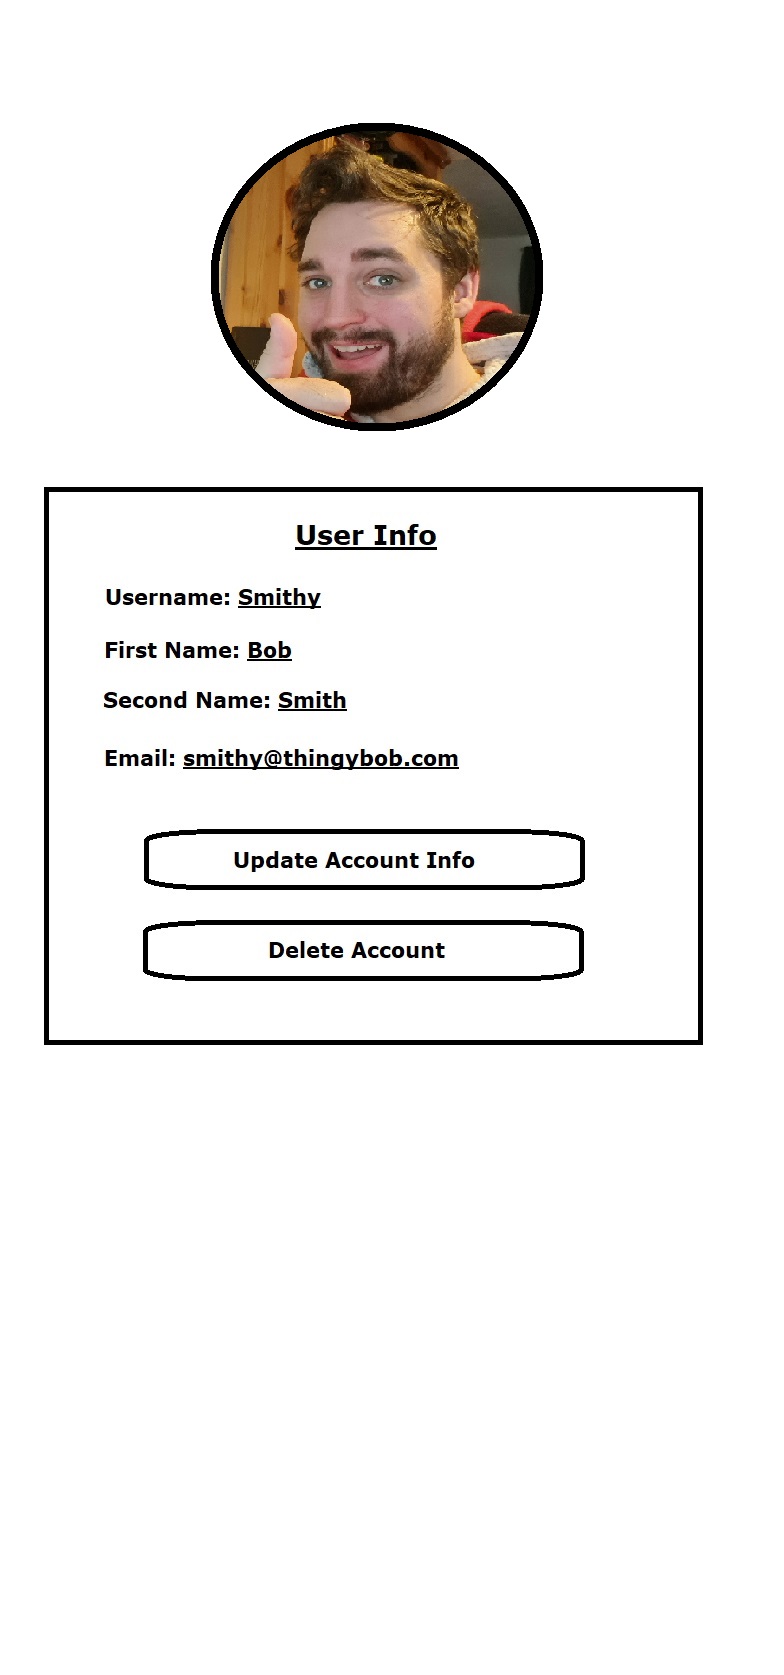 User Info
Username: Smithy
First Name: Bob
Second Name: Smith
Email: smithy@thingybob.com
Update Account Info
Delete Account